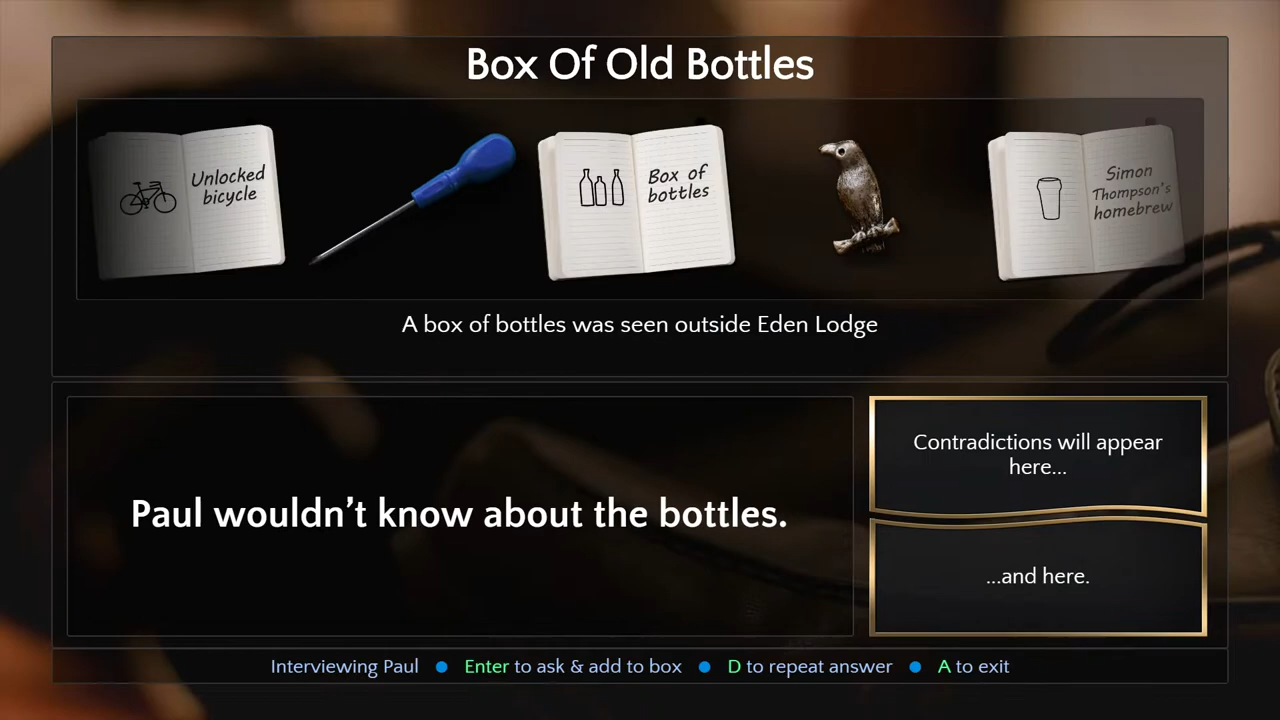 Box Of Old Bottles
Unlocked
bicycle
Box of
bottles
Simon
Thompson's
homebrew
A box of bottles was seen outside Eden Lodge
Paul wouldn't know about the bottles.
Contradictions will appear
here...
...and here.
Interviewing Paul ● Enter to ask & add to box ● D to repeat answer ● A to exit